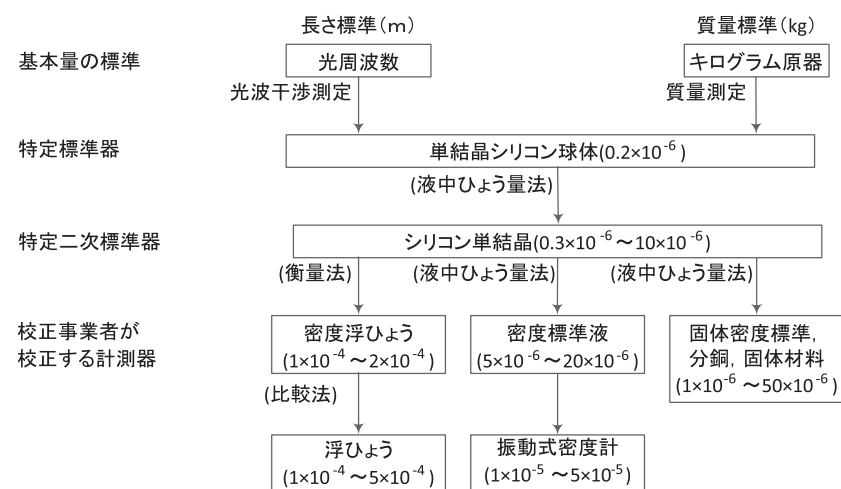 長さ標準(m)
質量標準(kg)
基本量の標準
光周波数
キログラム原器
光波干渉測定
質量測定
特定標準器
単結晶シリコン球体(0.2×10⁻⁶)
(液中ひょう量法)
特定二次標準器
シリコン単結晶(0.3×10⁻⁶～10×10⁻⁶)
(衡量法)
(液中ひょう量法)
(液中ひょう量法)
校正事業者が
校正する計測器
密度浮ひょう
(1×10⁻⁴～2×10⁻⁴)
密度標準液
(5×10⁻⁶～20×10⁻⁶)
固体密度標準,
分銅, 固体材料
(1×10⁻⁶～50×10⁻⁶)
(比較法)
浮ひょう
(1×10⁻⁴～5×10⁻⁴)
振動式密度計
(1×10⁻⁵～5×10⁻⁵)